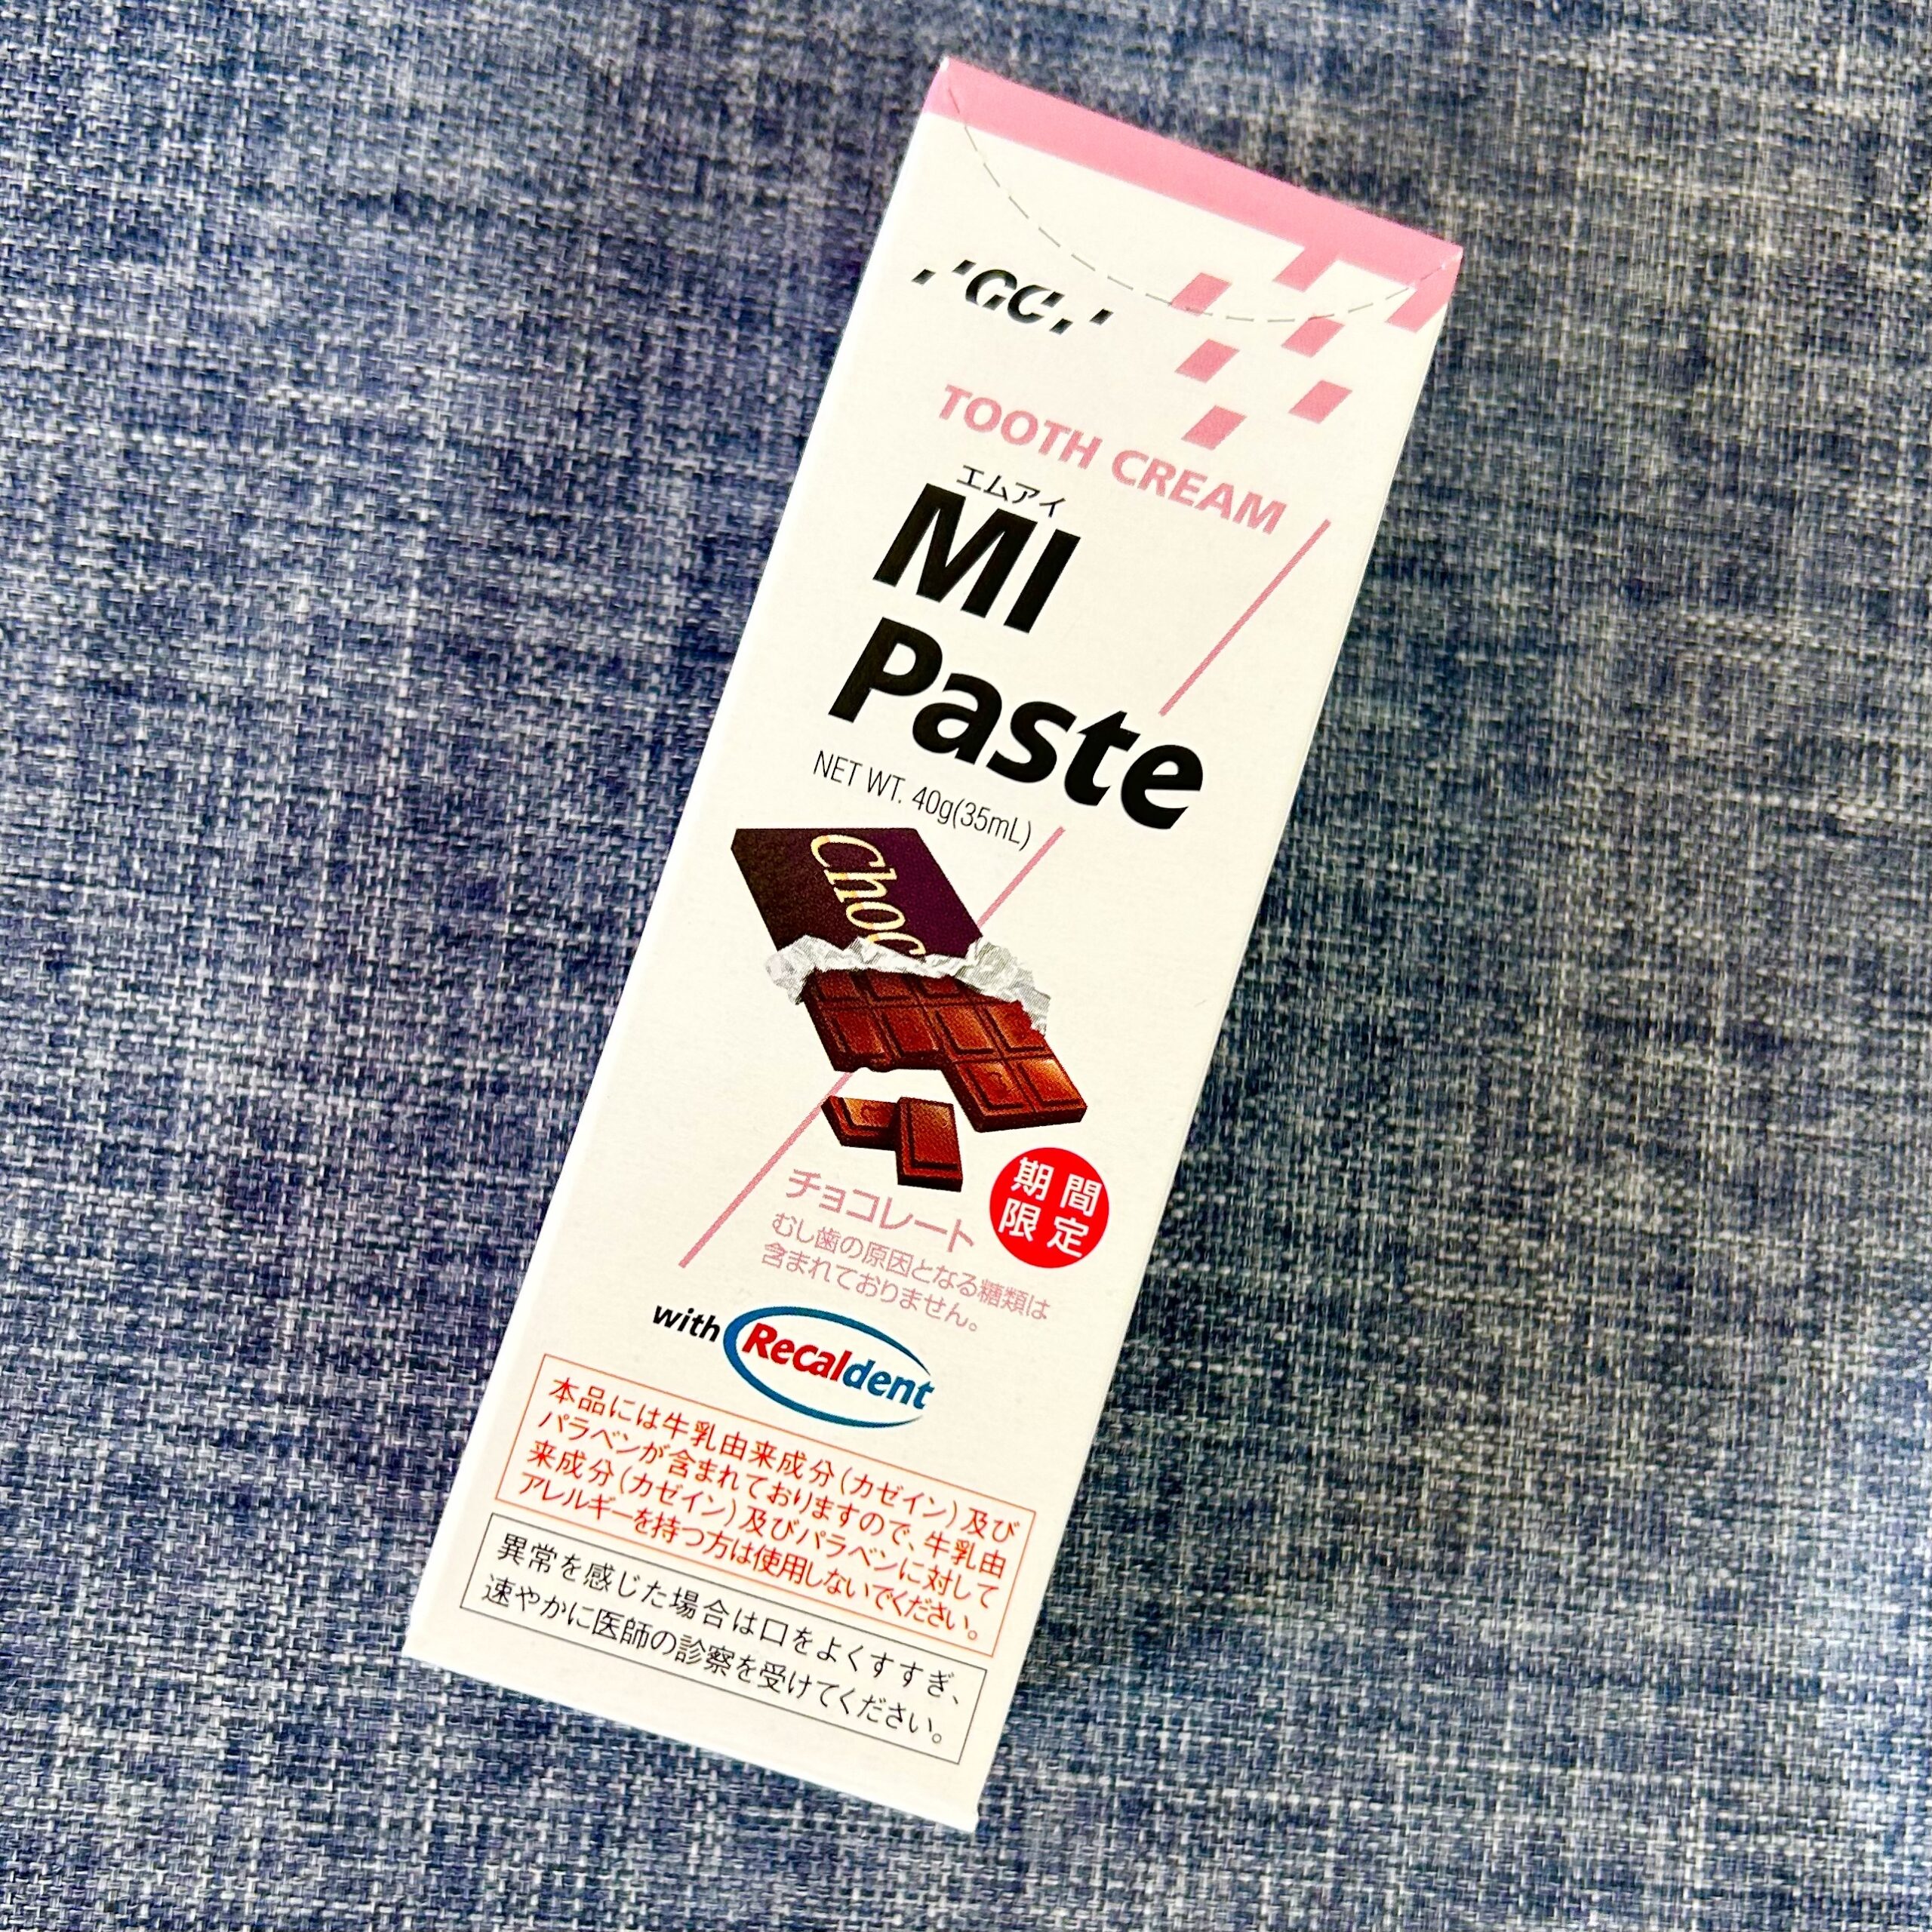 GC
TOOTH CREAM
エムアイ
MI
Paste
NET WT. 40g(35mL)
Choc
チョコレート
期間
限定
むし歯の原因となる糖類は
含まれておりません。
with Recaldent
本品には牛乳由来成分(カゼイン)及び
パラベンが含まれておりますので、牛乳由
来成分(カゼイン)及びパラベンに対して
アレルギーを持つ方は使用しないでください。
異常を感じた場合は口をよくすすぎ、
速やかに医師の診察を受けてください。